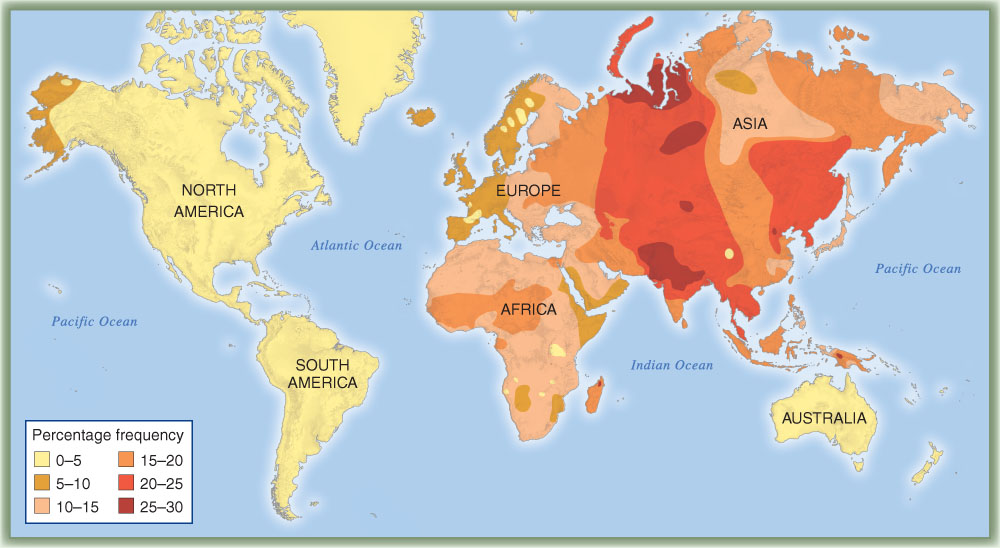 ASIA
NORTH
AMERICA
EUROPE
Atlantic Ocean
Pacific Ocean
AFRICA
Pacific Ocean
Indian Ocean
SOUTH
AMERICA
AUSTRALIA
Percentage frequency
0–5
15–20
5–10
20–25
10–15
25–30